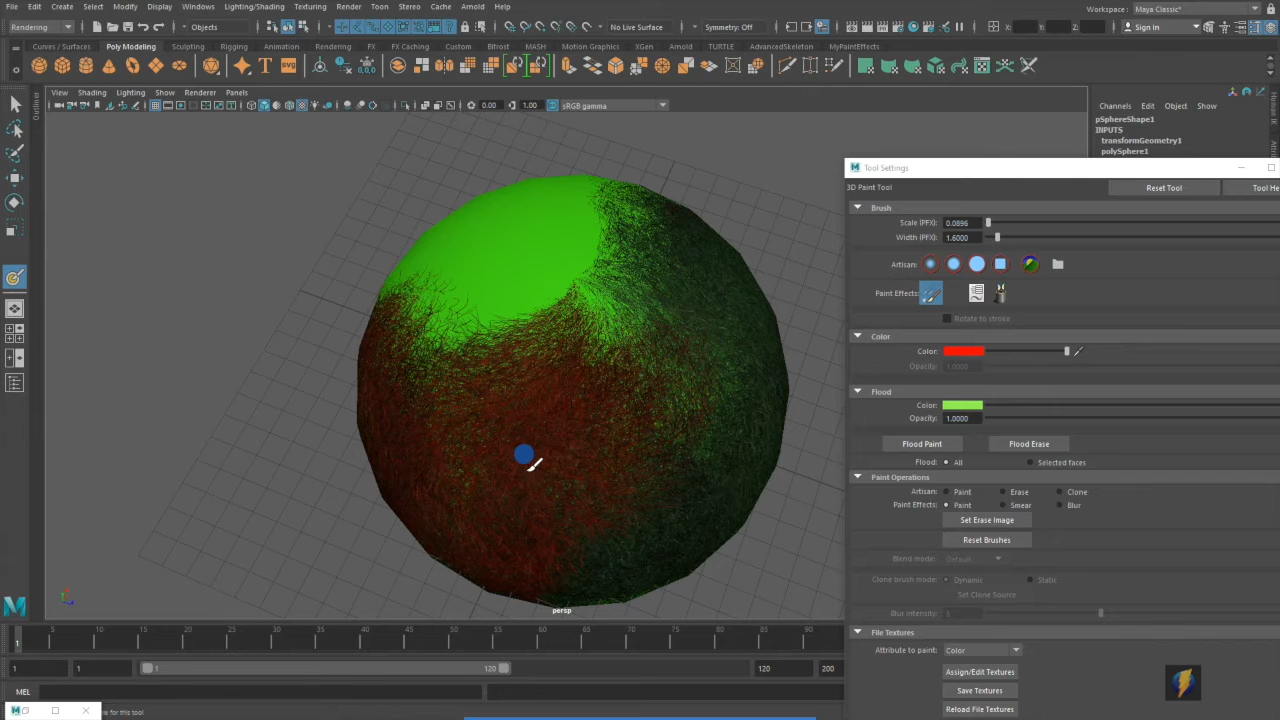 Workspace: Maya Classic*
File Edit Create Select Modify Display Windows Lighting/Shading Texturing Render Toon Stereo Cache Arnold Help
Rendering Objects No Live Surface Symmetry: Off X: Y: Z: Sign In
Curves / Surfaces Poly Modeling Sculpting Rigging Animation Rendering FX FX Caching Custom Bifrost MASH Motion Graphics XGen Arnold TURTLE AdvancedSkeleton MyPaintEffects
View Shading Lighting Show Renderer Panels
0.00 1.00 sRGB gamma
Outliner
Channels Edit Object Show
pSphereShape1
INPUTS
transformGeometry1
polySphere1
Tool Settings
3D Paint Tool Reset Tool Tool He
Brush
Scale (PFX) 0.0896
Width (PFX) 1.6000
Artisan:
Paint Effects:
Rotate to stroke
Color
Color:
Opacity: 1.0000
Flood
Color:
Opacity: 1.0000
Flood Paint Flood Erase
Flood: All Selected faces
Paint Operations
Artisan: Paint Erase Clone
Paint Effects: Paint Smear Blur
Set Erase Image
Reset Brushes
Blend mode: Default
Clone brush mode: Dynamic Static
Set Clone Source
Blur intensity: 5
File Textures
Attribute to paint: Color
Assign/Edit Textures
Save Textures
Reload File Textures
persp
5 10 15 20 25 30 35 40 45 50 55 60 65 70 75 80 85 90
1
1 1 1 120 120 200
MEL
le for this tool